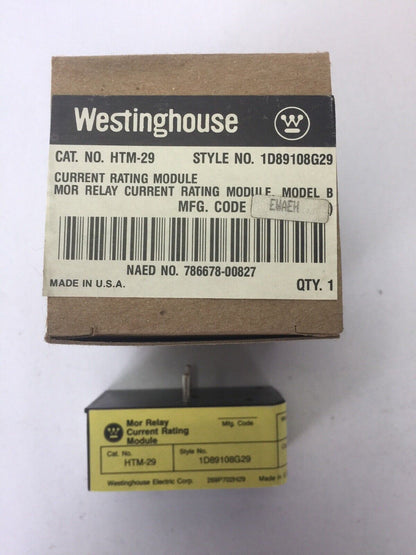 Westinghouse
CAT. NO. HTM-29 STYLE NO. 1D89108G29
CURRENT RATING MODULE
MOR RELAY CURRENT RATING MODULE, MODEL B
MFG. CODE EWAEH
NAED NO. 786678-00827
MADE IN U.S.A. QTY. 1
Mor Relay
Current Rating
Module
Mfg. Code
Cat. No. Style No.
HTM-29 1D89108G29
Westinghouse Electric Corp.